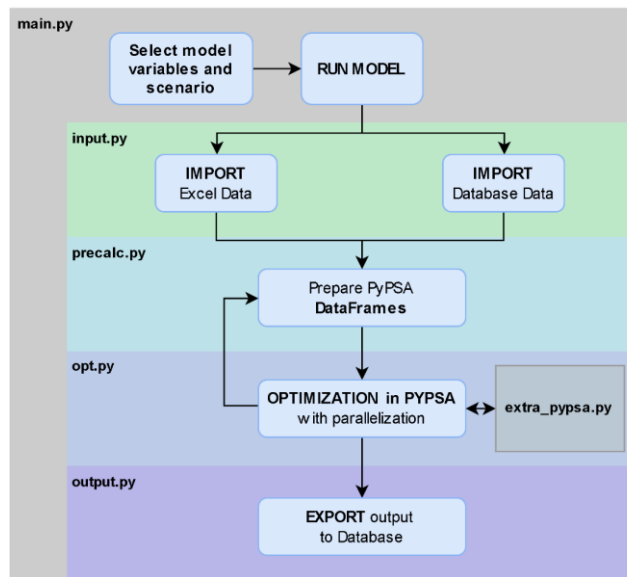 main.py
Select model
variables and
scenario
RUN MODEL
input.py
IMPORT
Excel Data
IMPORT
Database Data
precalc.py
Prepare PyPSA
DataFrames
opt.py
OPTIMIZATION in PYPSA
with parallelization
extra_pypsa.py
output.py
EXPORT output
to Database